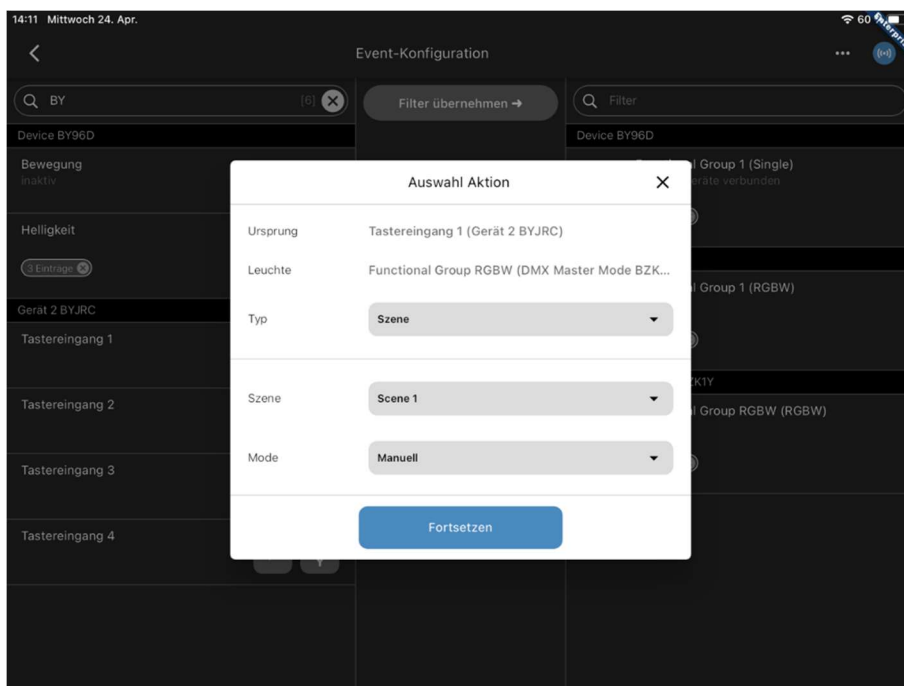 14:11 Mittwoch 24. Apr.
60
Event-Konfiguration
BY [6]
Filter übernehmen →
Filter
Device BY96D
Device BY96D
Bewegung
inaktiv
l Group 1 (Single)
eräte verbunden
Helligkeit
3 Einträge
l Group 1 (RGBW)
Gerät 2 BYJRC
Tastereingang 1
Tastereingang 2
Tastereingang 3
Tastereingang 4
ZK1Y
l Group RGBW (RGBW)
Auswahl Aktion
Ursprung Tastereingang 1 (Gerät 2 BYJRC)
Leuchte Functional Group RGBW (DMX Master Mode BZK...
Typ Szene
Szene Scene 1
Mode Manuell
Fortsetzen